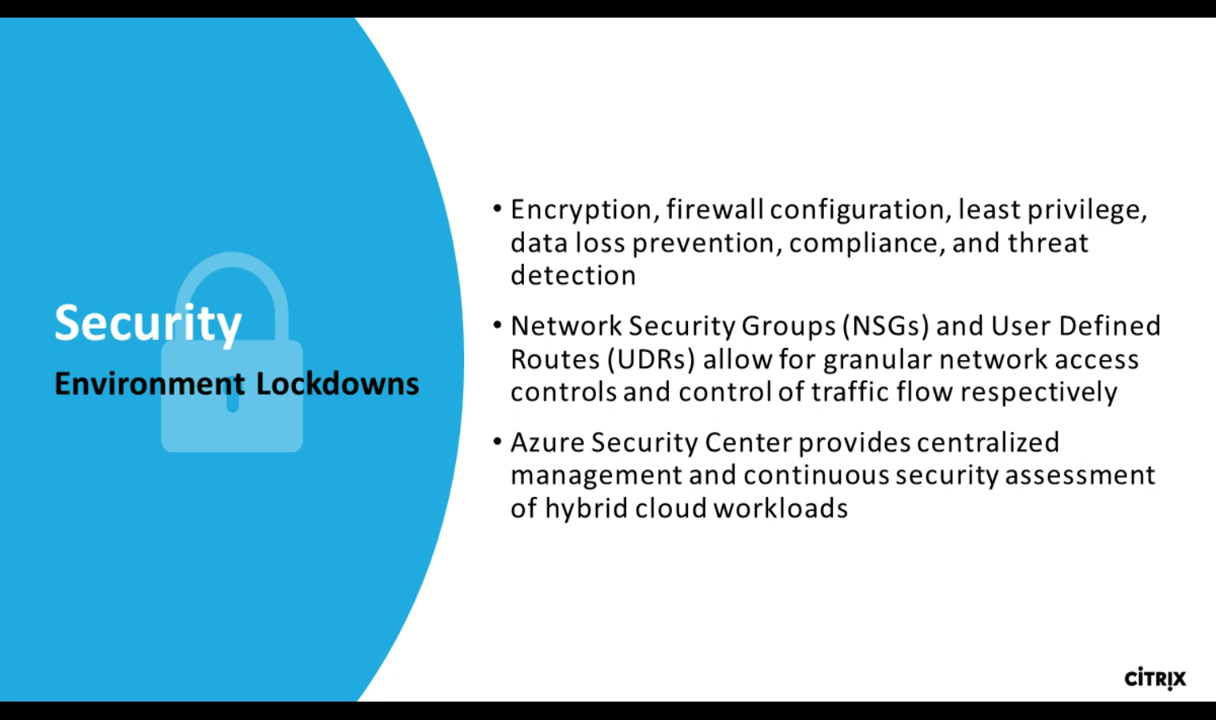 Security
Environment Lockdowns
• Encryption, firewall configuration, least privilege,
data loss prevention, compliance, and threat
detection
• Network Security Groups (NSGs) and User Defined
Routes (UDRs) allow for granular network access
controls and control of traffic flow respectively
• Azure Security Center provides centralized
management and continuous security assessment
of hybrid cloud workloads
CiTRIX